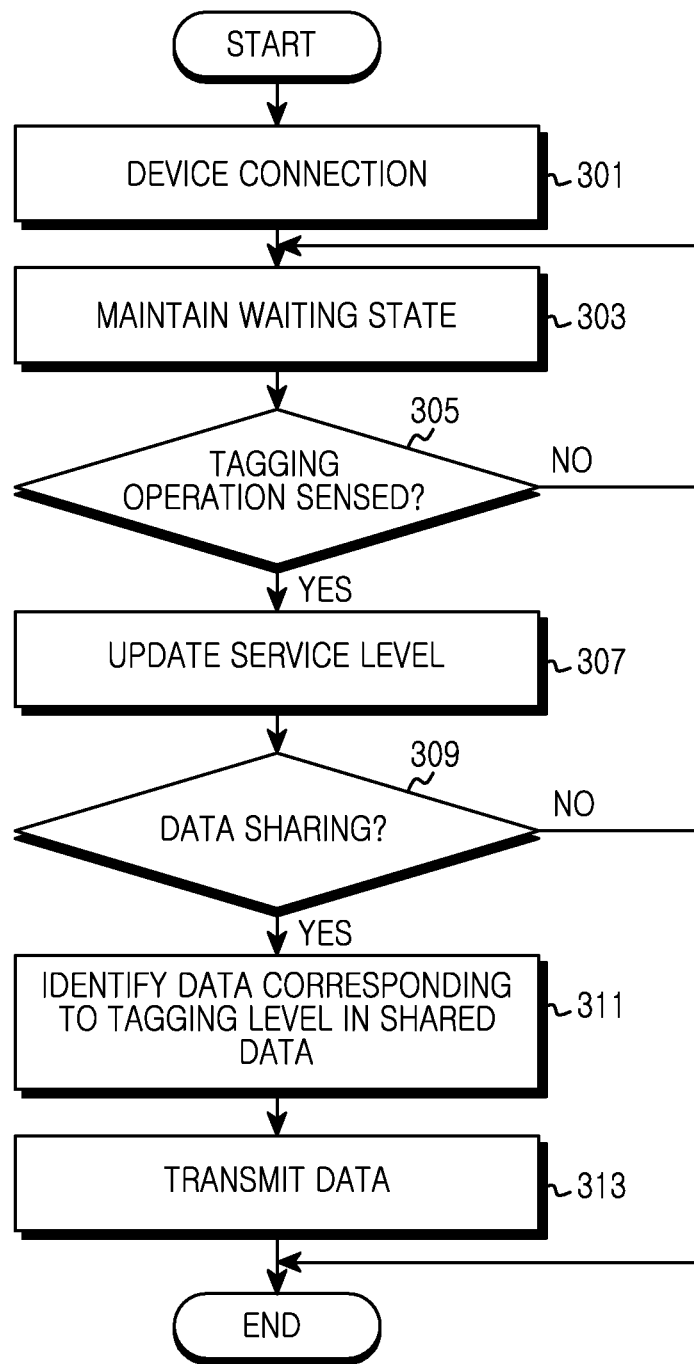 START
DEVICE CONNECTION
301
MAINTAIN WAITING STATE
303
305
TAGGING
OPERATION SENSED?
NO
YES
UPDATE SERVICE LEVEL
307
309
DATA SHARING?
NO
YES
IDENTIFY DATA CORRESPONDING
TO TAGGING LEVEL IN SHARED
DATA
311
TRANSMIT DATA
313
END